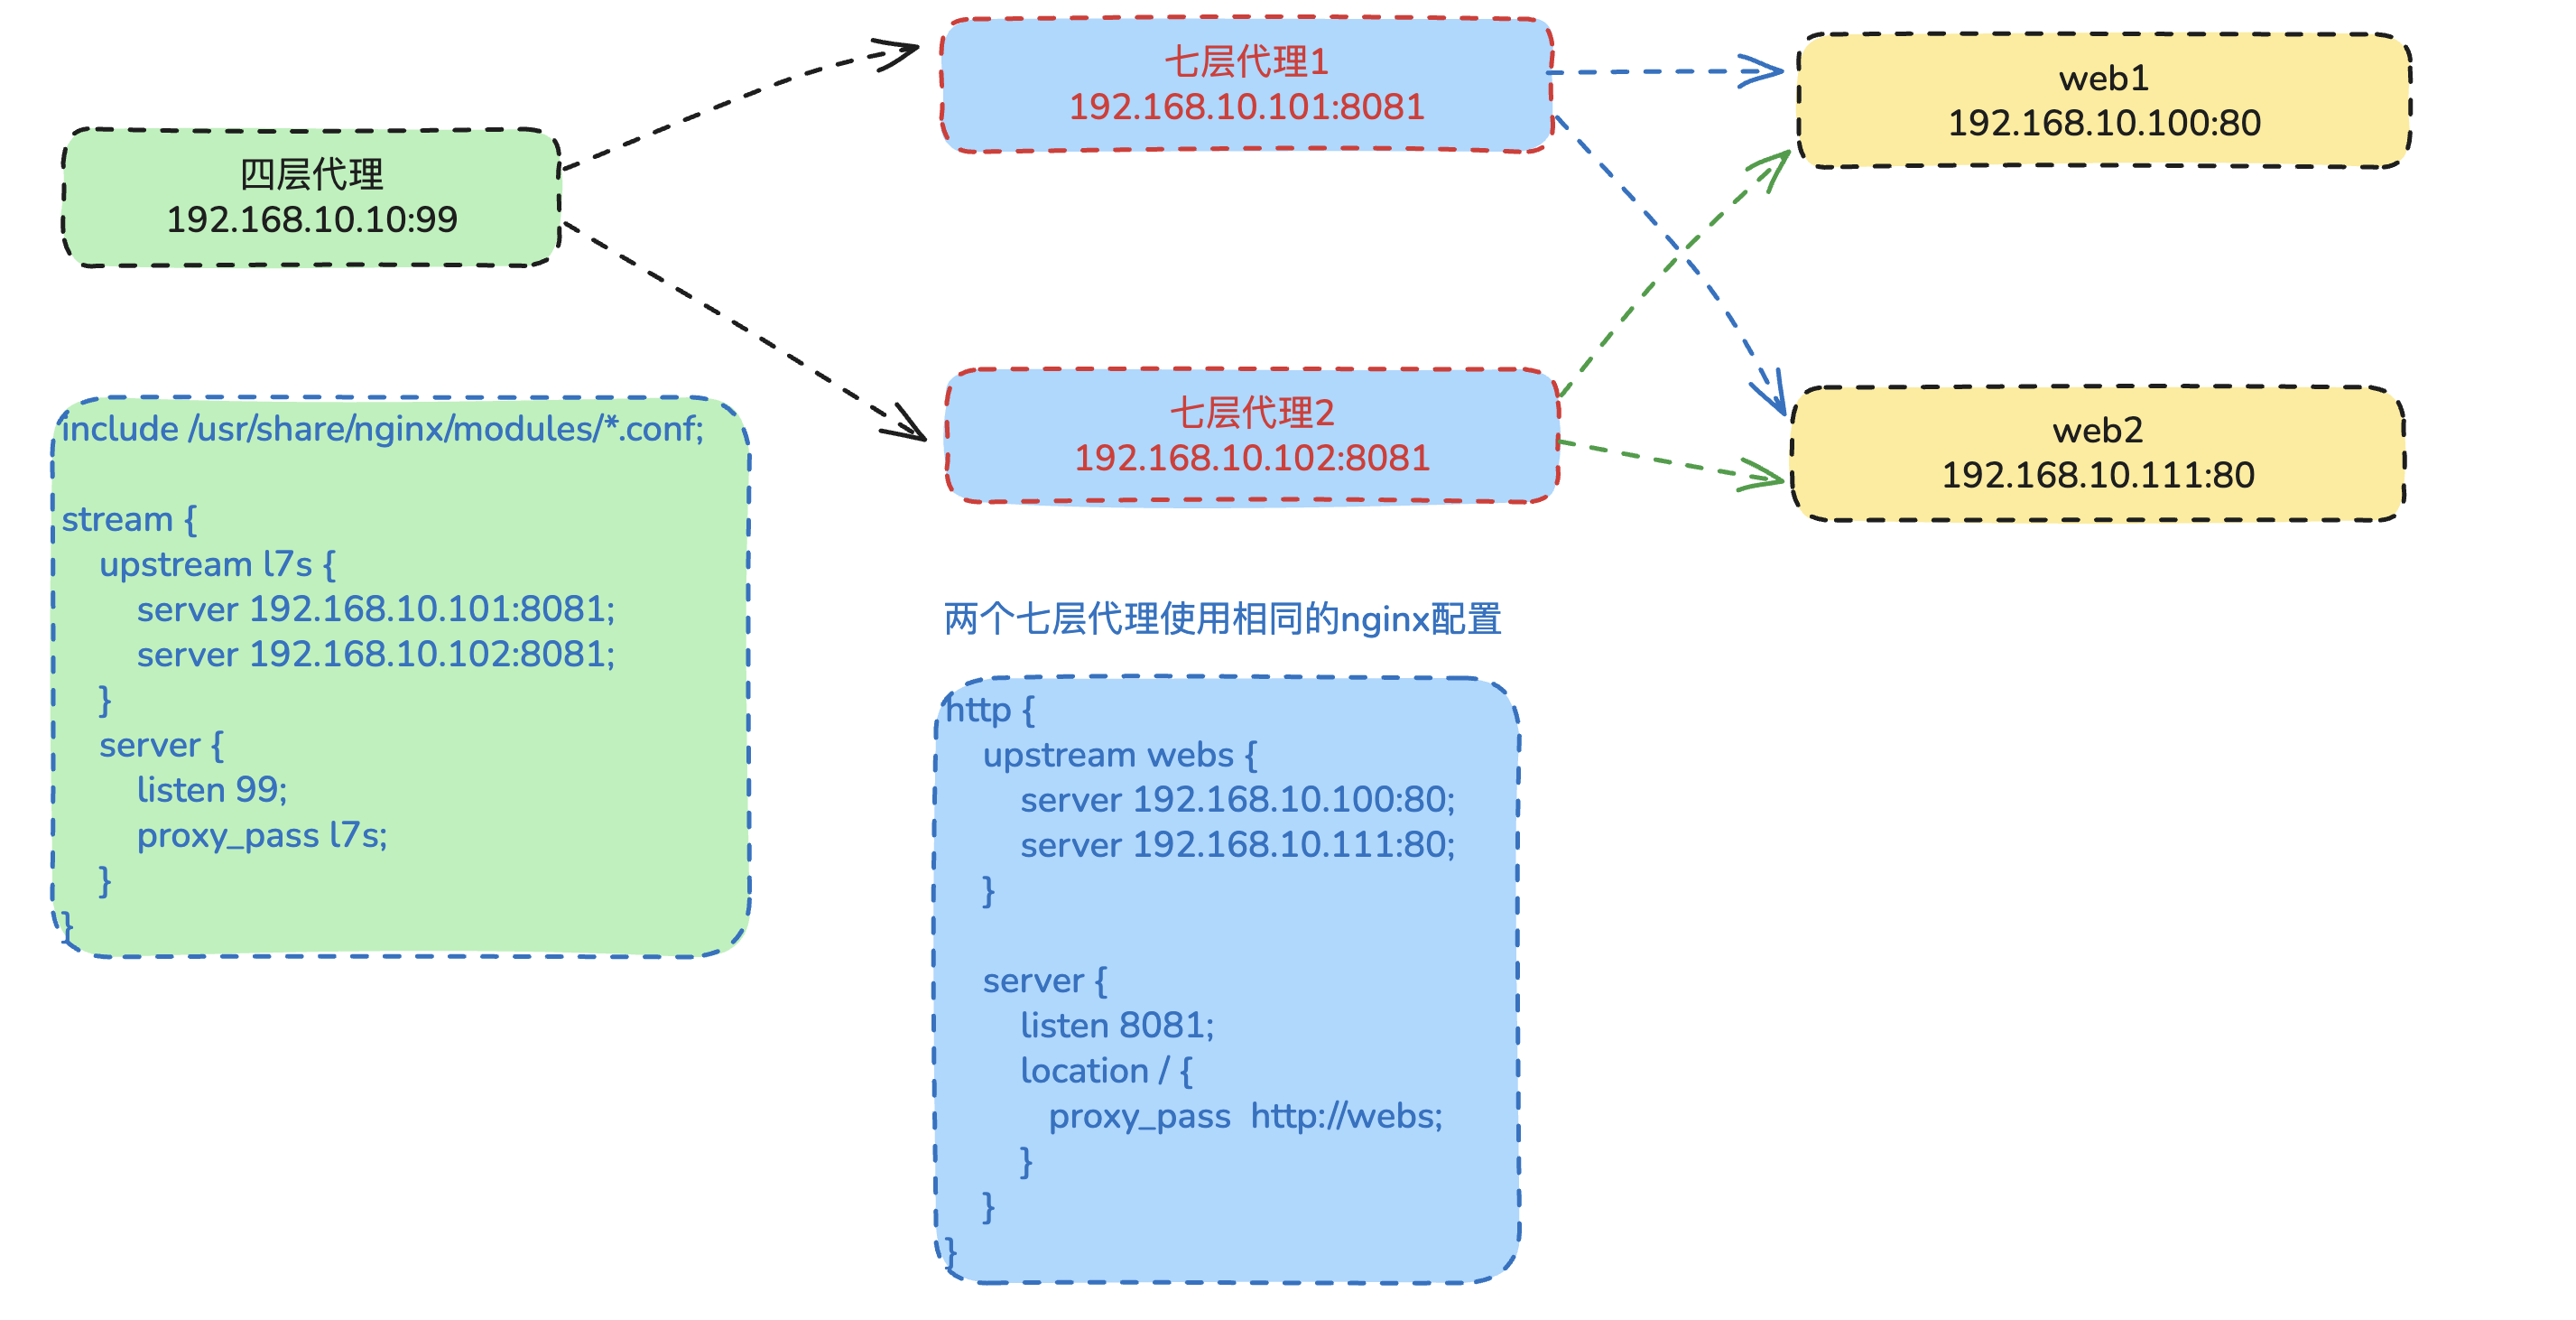 四层代理
192.168.10.10:99
七层代理1
192.168.10.101:8081
web1
192.168.10.100:80
七层代理2
192.168.10.102:8081
web2
192.168.10.111:80
include /usr/share/nginx/modules/*.conf;

stream {
    upstream l7s {
        server 192.168.10.101:8081;
        server 192.168.10.102:8081;
    }
    server {
        listen 99;
        proxy_pass l7s;
    }
}
两个七层代理使用相同的nginx配置
http {
    upstream webs {
        server 192.168.10.100:80;
        server 192.168.10.111:80;
    }

    server {
        listen 8081;
        location / {
           proxy_pass  http://webs;
        }
    }
}